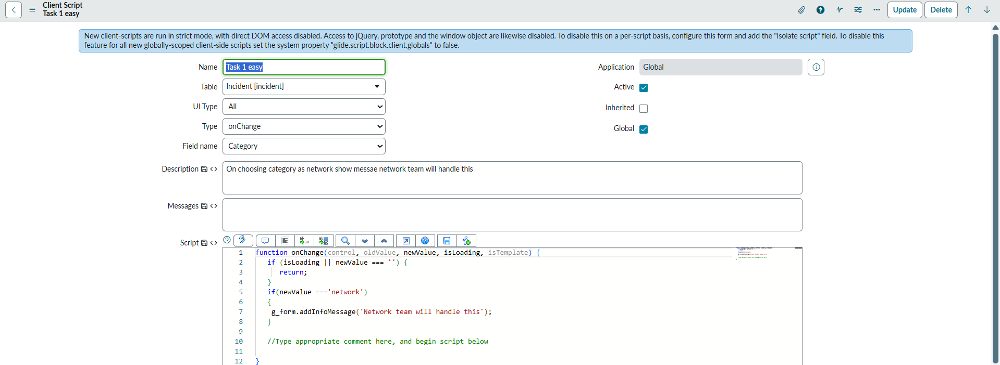 Client Script
Task 1 easy
Update
Delete
New client-scripts are run in strict mode, with direct DOM access disabled. Access to jQuery, prototype and the window object are likewise disabled. To disable this on a per-script basis, configure this form and add the "Isolate script" field. To disable this
feature for all new globally-scoped client-side scripts set the system property "glide.script.block.client.globals" to false.
Name
Task 1 easy
Application
Global
Table
Incident [incident]
Active
UI Type
All
Inherited
Type
onChange
Global
Field name
Category
Description
On choosing category as network show messae network team will handle this
Messages
Script
1 function onChange(control, oldValue, newValue, isLoading, isTemplate) {
2 if (isLoading || newValue === '') {
3 return;
4 }
5 if(newValue ==='network')
6 {
7 g_form.addInfoMessage('Network team will handle this');
8 }
9
10 //Type appropriate comment here, and begin script below
11
12 }